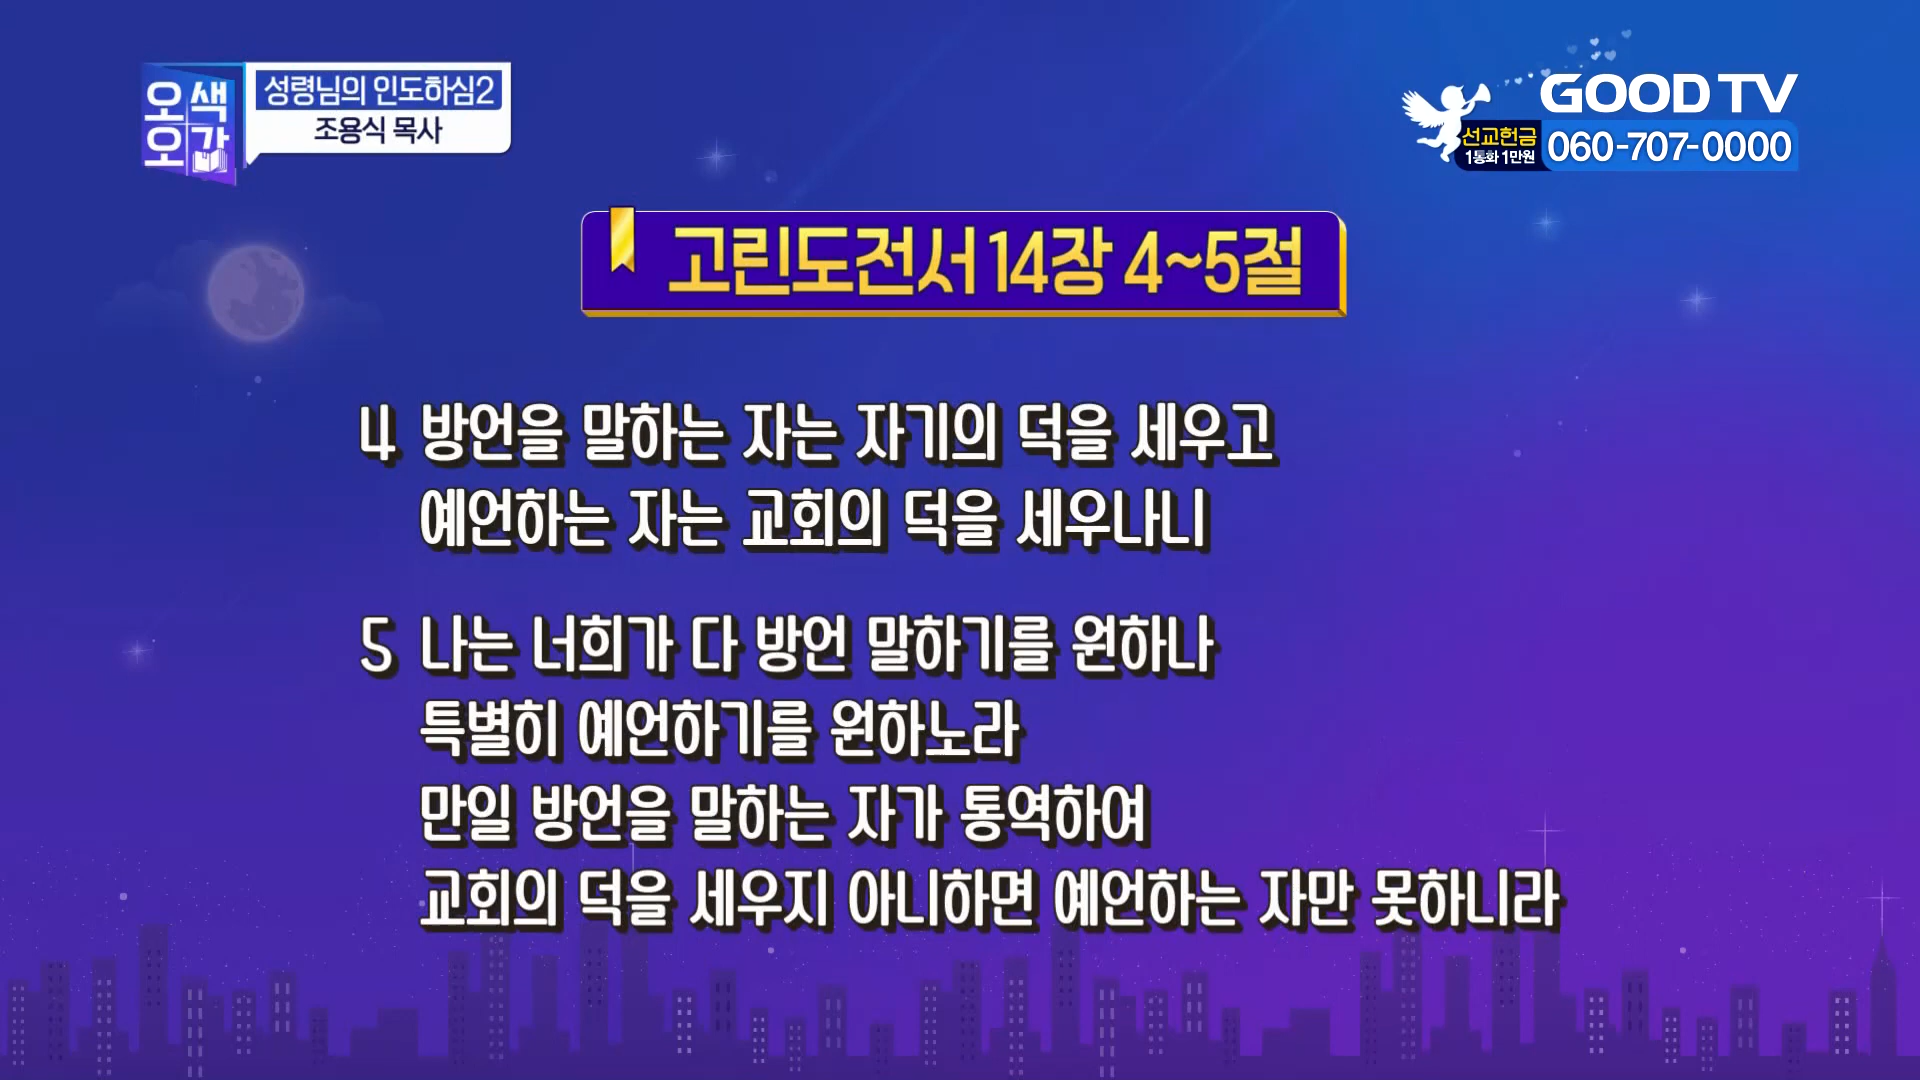 오색
오감
성령님의 인도하심2
조용식 목사
GOOD TV
선교헌금
1통화 1만원
060-707-0000
고린도전서 14장 4~5절
4 방언을 말하는 자는 자기의 덕을 세우고
예언하는 자는 교회의 덕을 세우나니
5 나는 너희가 다 방언 말하기를 원하나
특별히 예언하기를 원하노라
만일 방언을 말하는 자가 통역하여
교회의 덕을 세우지 아니하면 예언하는 자만 못하니라